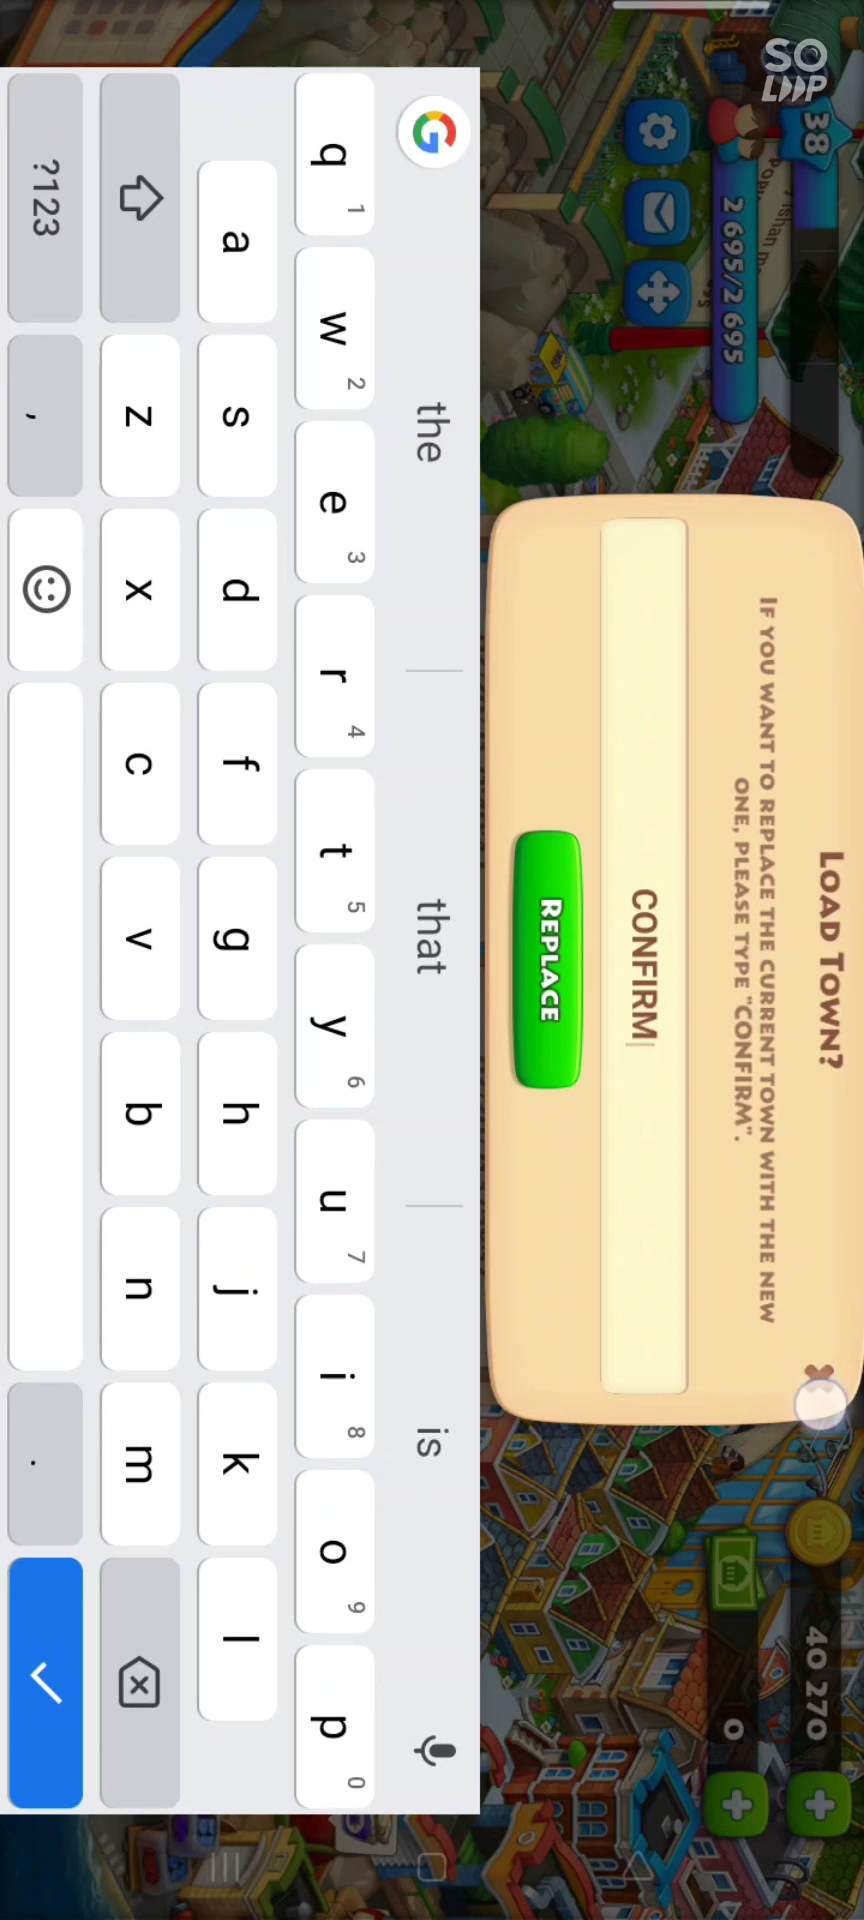 SO
LOOP
38
2 695/2 695
40 270
0
LOAD TOWN?
IF YOU WANT TO REPLACE THE CURRENT TOWN WITH THE NEW
ONE, PLEASE TYPE "CONFIRM".
CONFIRM
REPLACE
the
that
is
q 1 w 2 e 3 r 4 t 5 y 6 u 7 i 8 o 9 p 0
a s d f g h j k l
z x c v b n m
?123 , .